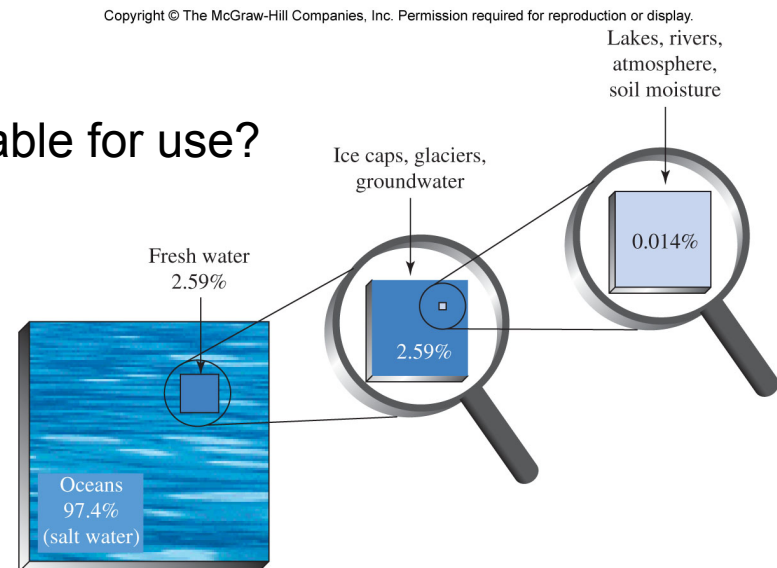 Copyright © The McGraw-Hill Companies, Inc. Permission required for reproduction or display.
able for use?
Lakes, rivers,
atmosphere,
soil moisture
Ice caps, glaciers,
groundwater
Fresh water
2.59%
0.014%
2.59%
Oceans
97.4%
(salt water)